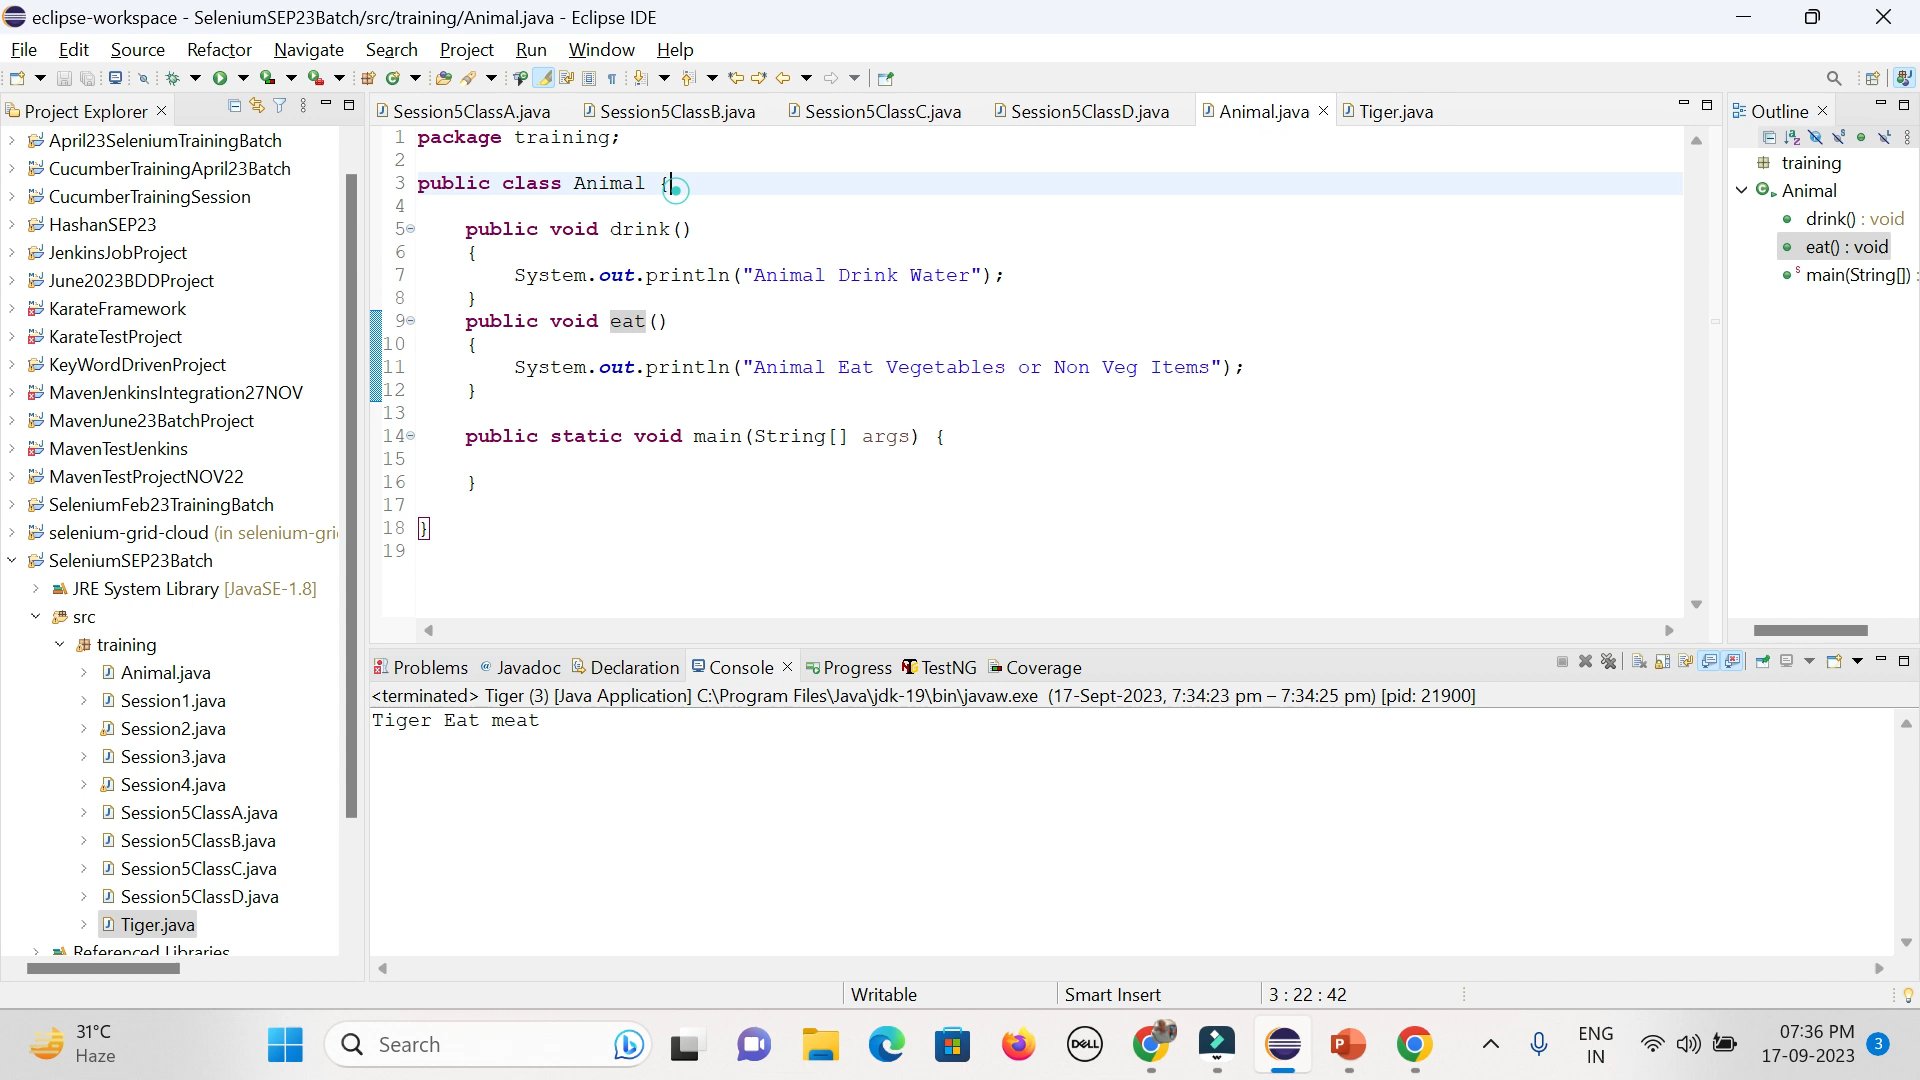 eclipse-workspace - SeleniumSEP23Batch/src/training/Animal.java - Eclipse IDE
File Edit Source Refactor Navigate Search Project Run Window Help
Project Explorer
April23SeleniumTrainingBatch
CucumberTrainingApril23Batch
CucumberTrainingSession
HashanSEP23
JenkinsJobProject
June2023BDDProject
KarateFramework
KarateTestProject
KeyWordDrivenProject
MavenJenkinsIntegration27NOV
MavenJune23BatchProject
MavenTestJenkins
MavenTestProjectNOV22
SeleniumFeb23TrainingBatch
selenium-grid-cloud (in selenium-gri
SeleniumSEP23Batch
JRE System Library [JavaSE-1.8]
src
training
Animal.java
Session1.java
Session2.java
Session3.java
Session4.java
Session5ClassA.java
Session5ClassB.java
Session5ClassC.java
Session5ClassD.java
Tiger.java
Referenced Libraries
Session5ClassA.java Session5ClassB.java Session5ClassC.java Session5ClassD.java Animal.java Tiger.java
1 package training;
2
3 public class Animal {
4
5 public void drink()
6 {
7 System.out.println("Animal Drink Water");
8 }
9 public void eat()
10 {
11 System.out.println("Animal Eat Vegetables or Non Veg Items");
12 }
13
14 public static void main(String[] args) {
15
16 }
17
18 }
19
Outline
training
Animal
drink() : void
eat() : void
main(String[]) :
Problems Javadoc Declaration Console Progress TestNG Coverage
<terminated> Tiger (3) [Java Application] C:\Program Files\Java\jdk-19\bin\javaw.exe (17-Sept-2023, 7:34:23 pm – 7:34:25 pm) [pid: 21900]
Tiger Eat meat
Writable Smart Insert 3 : 22 : 42
31°C
Haze
Search
DELL
ENG
IN
07:36 PM
17-09-2023
3